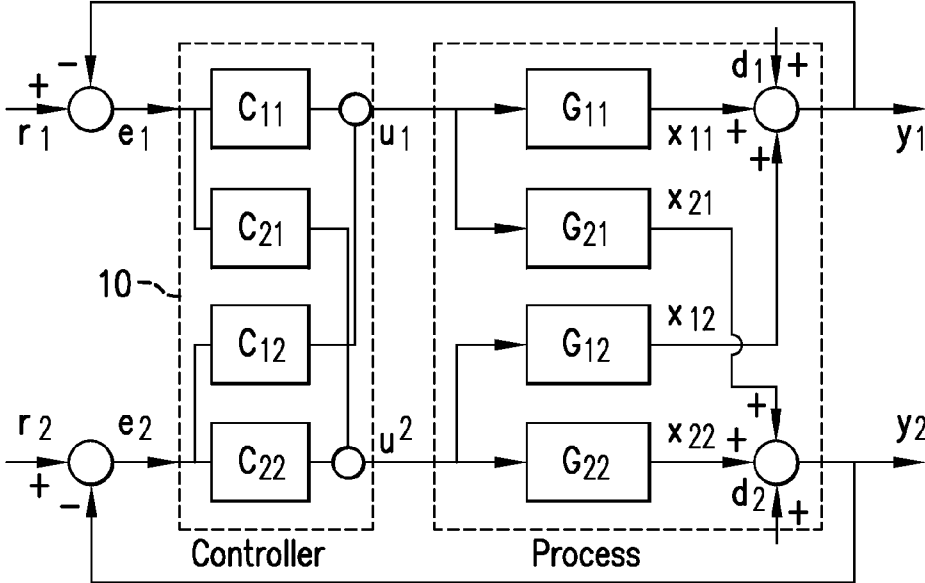 - d₁ +
+ C₁₁ G₁₁
r₁ e₁ u₁ x₁₁ + + y₁
x₂₁
C₂₁ G₂₁
10
x₁₂
C₁₂ G₁₂
r₂ e₂ u² x₂₂ + + y₂
C₂₂ G₂₂
+ - d₂ +
Controller Process